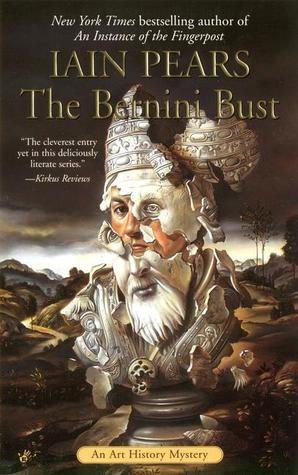 New York Times bestselling author of
An Instance of the Fingerpost
IAIN PEARS
The Bernini Bust
"The cleverest entry
yet in this deliciously
literate series."
—Kirkus Reviews
An Art History Mystery